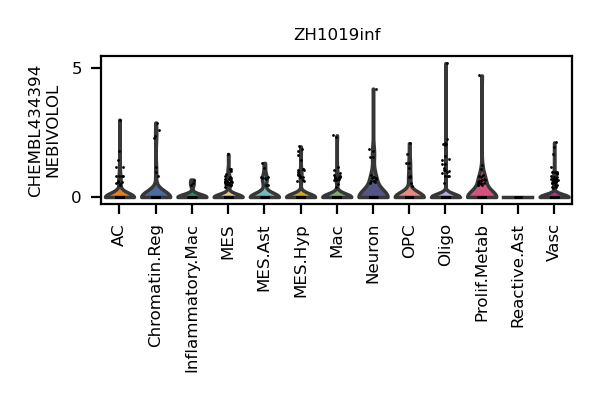 ZH1019inf
CHEMBL434394
NEBIVOLOL
5
0
AC
Chromatin.Reg
Inflammatory.Mac
MES
MES.Ast
MES.Hyp
Mac
Neuron
OPC
Oligo
Prolif.Metab
Reactive.Ast
Vasc